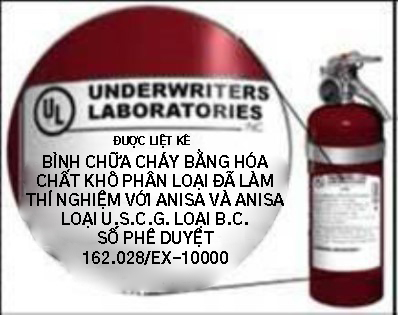 UL
UNDERWRITERS
LABORATORIES
INC.
ĐƯỢC LIỆT KÊ
BÌNH CHỮA CHÁY BẰNG HÓA
CHẤT KHÔ PHÂN LOẠI ĐÃ LÀM
THÍ NGHIỆM VỚI ANISA VÀ ANISA
LOẠI U.S.C.G. LOẠI B.C.
SỐ PHÊ DUYỆT
162.028/EX-10000